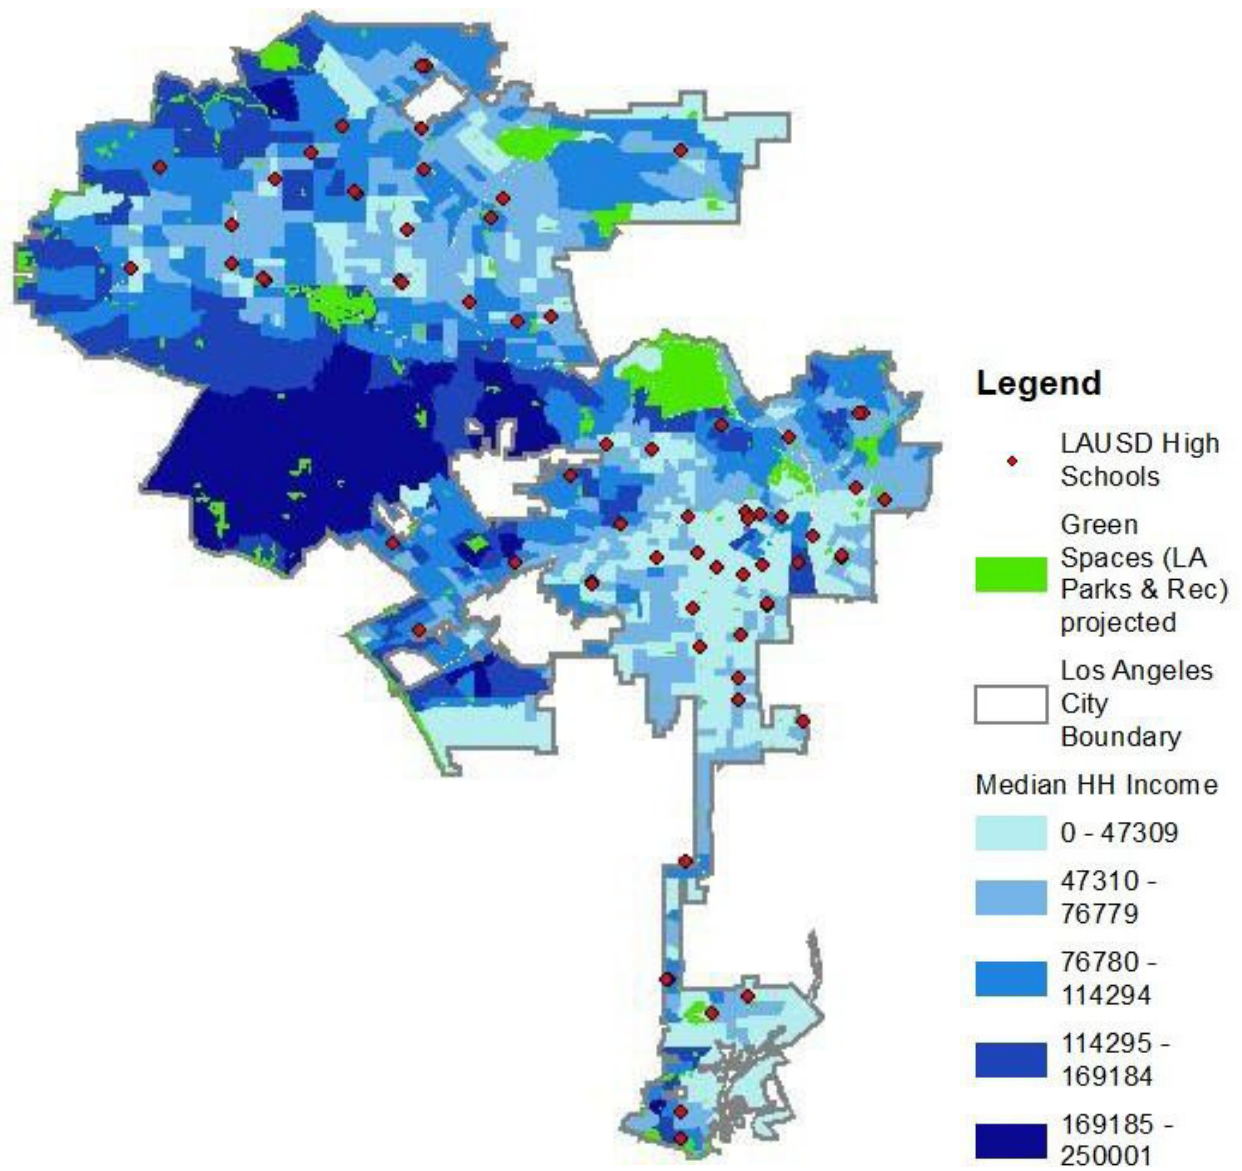 Legend
LAUSD High
Schools
Green
Spaces (LA
Parks & Rec)
projected
Los Angeles
City
Boundary
Median HH Income
0 - 47309
47310 -
76779
76780 -
114294
114295 -
169184
169185 -
250001